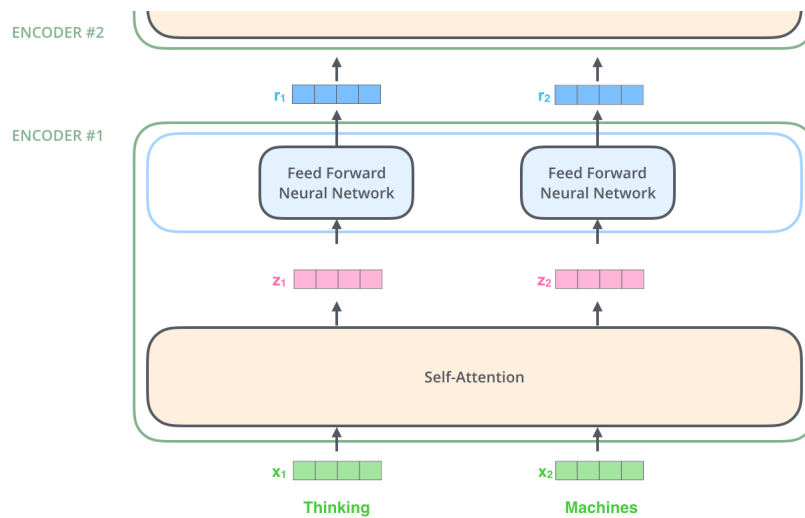 ENCODER #2
r₁
r₂
ENCODER #1
Feed Forward
Neural Network
Feed Forward
Neural Network
z₁
z₂
Self-Attention
x₁
x₂
Thinking
Machines